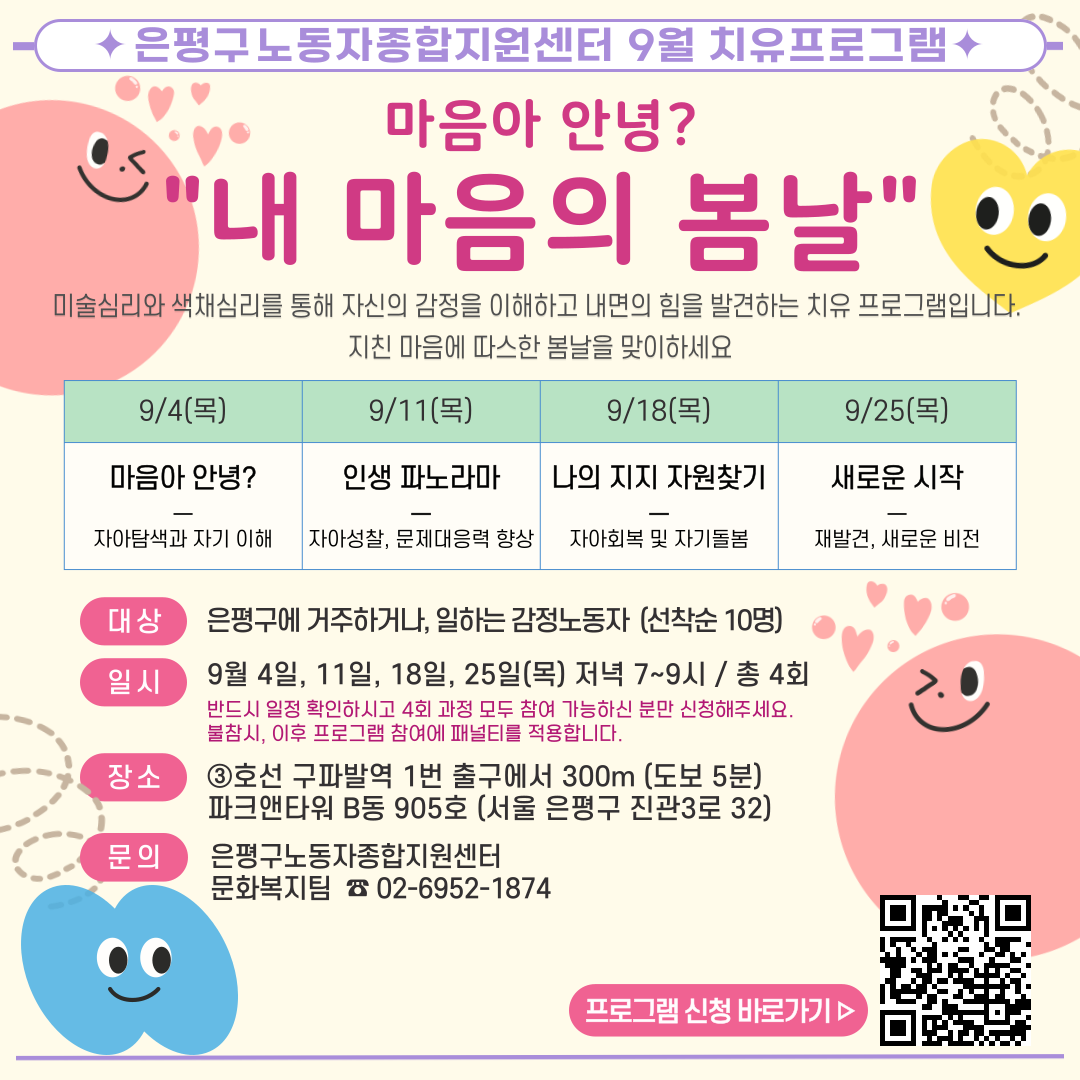 ✦은평구노동자종합지원센터 9월 치유프로그램✦
마음아 안녕?
"내 마음의 봄날"
미술심리와 색채심리를 통해 자신의 감정을 이해하고 내면의 힘을 발견하는 치유 프로그램입니다.
지친 마음에 따스한 봄날을 맞이하세요
9/4(목) 9/11(목) 9/18(목) 9/25(목)
마음아 안녕? 인생 파노라마 나의 지지 자원찾기 새로운 시작
— — — —
자아탐색과 자기 이해 자아성찰, 문제대응력 향상 자아회복 및 자기돌봄 재발견, 새로운 비전
대상 은평구에 거주하거나, 일하는 감정노동자 (선착순 10명)
일시 9월 4일, 11일, 18일, 25일(목) 저녁 7~9시 / 총 4회
반드시 일정 확인하시고 4회 과정 모두 참여 가능하신 분만 신청해주세요.
불참시, 이후 프로그램 참여에 패널티를 적용합니다.
장소 ③호선 구파발역 1번 출구에서 300m (도보 5분)
파크앤타워 B동 905호 (서울 은평구 진관3로 32)
문의 은평구노동자종합지원센터
문화복지팀 ☎ 02-6952-1874
프로그램 신청 바로가기 ▷